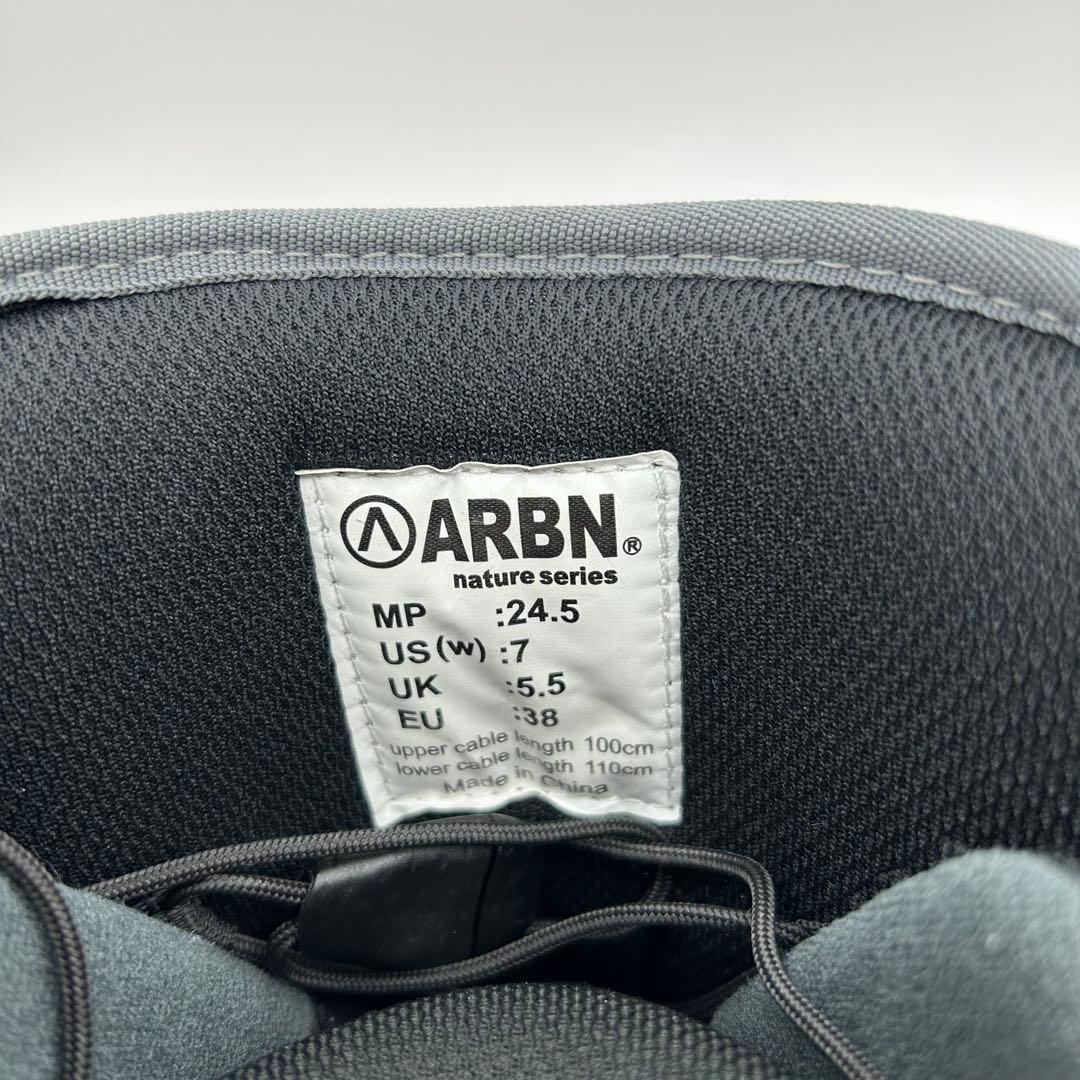 ARBN®
nature series
MP :24.5
US(w) :7
UK :5.5
EU :38
upper cable length 100cm
lower cable length 110cm
Made in China